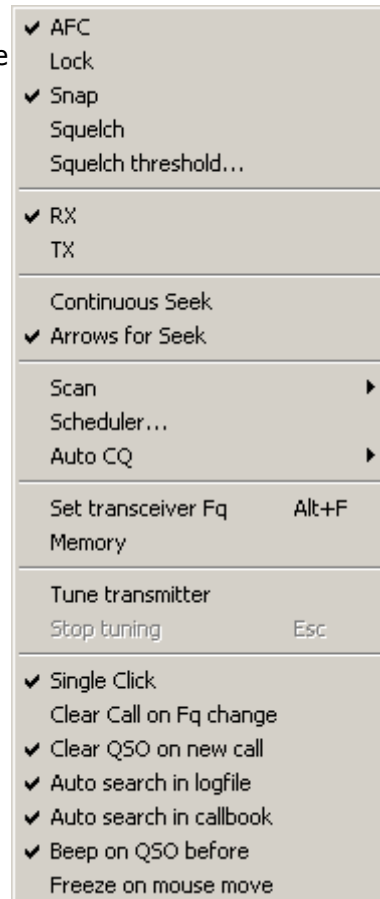 AFC
e
Lock
Snap
Squelch
Squelch threshold...
RX
TX
Continuous Seek
Arrows for Seek
Scan
Scheduler...
Auto CQ
Set transceiver Fq Alt+F
Memory
Tune transmitter
Stop tuning Esc
Single Click
Clear Call on Fq change
Clear QSO on new call
Auto search in logfile
Auto search in callbook
Beep on QSO before
Freeze on mouse move